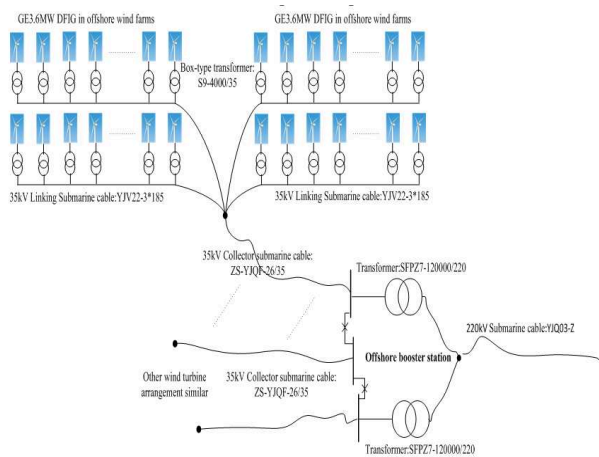 GE3.6MW DFIG in offshore wind farms
GE3.6MW DFIG in offshore wind farms
Box-type transformer:
S9-4000/35
35kV Linking Submarine cable:YJV22-3*185
35kV Linking Submarine cable:YJV22-3*185
35kV Collector submarine cable:
ZS-YJQF-26/35
Transformer:SFPZ7-120000/220
220kV Submarine cable:YJQ03-Z
Offshore booster station
Other wind turbine
arrangement similar
35kV Collector submarine cable:
ZS-YJQF-26/35
Transformer:SFPZ7-120000/220